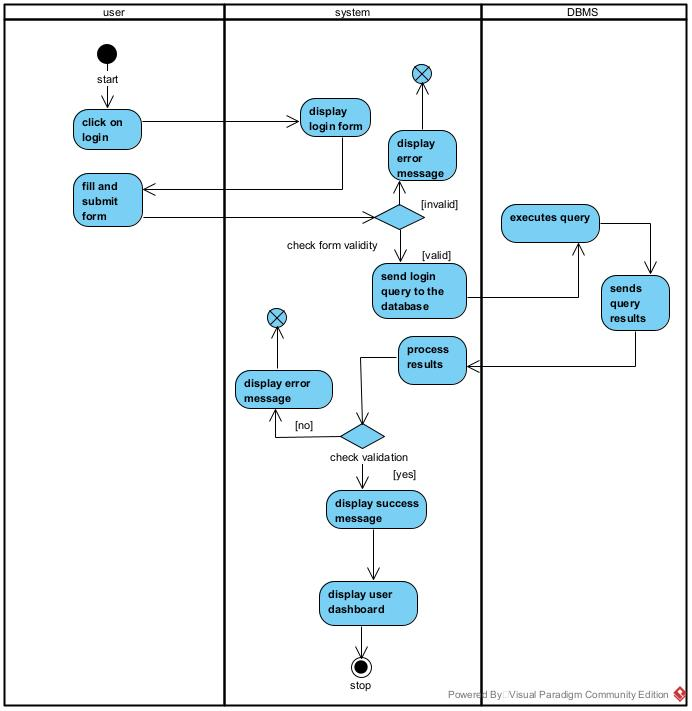 user
system
DBMS
start
click on
login
display
login form
display
error
message
fill and
submit
form
[invalid]
check form validity
[valid]
executes query
send login
query to the
database
sends
query
results
process
results
display error
message
[no]
check validation
[yes]
display success
message
display user
dashboard
stop
Powered By Visual Paradigm Community Edition